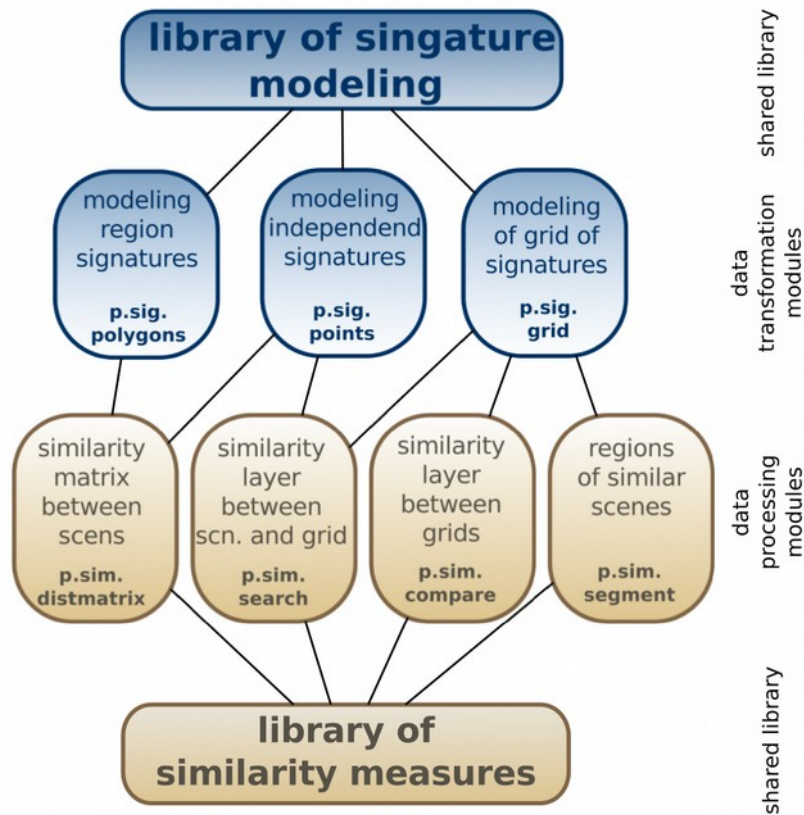 library of singature
modeling
shared library
modeling
region
signatures
p.sig.
polygons
modeling
independend
signatures
p.sig.
points
modeling
of grid of
signatures
p.sig.
grid
data
transformation
modules
similarity
matrix
between
scens
p.sim.
distmatrix
similarity
layer
between
scn. and grid
p.sim.
search
similarity
layer
between
grids
p.sim.
compare
regions
of similar
scenes
p.sim.
segment
data
processing
modules
library of
similarity measures
shared library